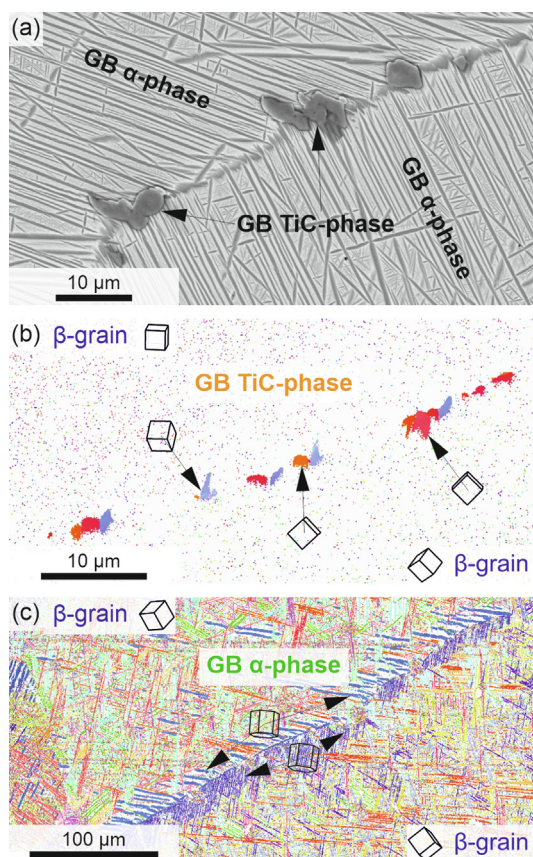 (a)
GB α-phase
GB α-phase
GB TiC-phase
10 µm
(b) β-grain
GB TiC-phase
10 µm
β-grain
(c) β-grain
GB α-phase
100 µm
β-grain